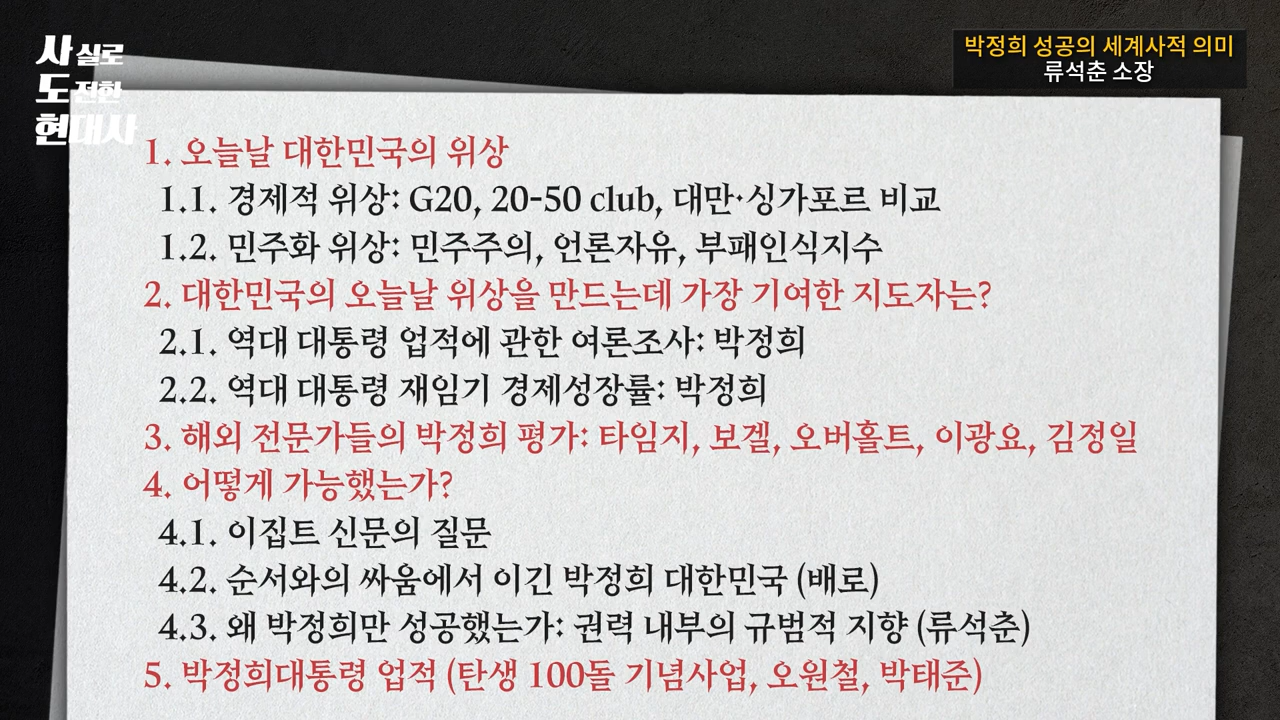 사실로
도전한
현대사
박정희 성공의 세계사적 의미
류석춘 소장
1. 오늘날 대한민국의 위상
1.1. 경제적 위상: G20, 20-50 club, 대만·싱가포르 비교
1.2. 민주화 위상: 민주주의, 언론자유, 부패인식지수
2. 대한민국의 오늘날 위상을 만드는데 가장 기여한 지도자는?
2.1. 역대 대통령 업적에 관한 여론조사: 박정희
2.2. 역대 대통령 재임기 경제성장률: 박정희
3. 해외 전문가들의 박정희 평가: 타임지, 보겔, 오버홀트, 이광요, 김정일
4. 어떻게 가능했는가?
4.1. 이집트 신문의 질문
4.2. 순서와의 싸움에서 이긴 박정희 대한민국 (배로)
4.3. 왜 박정희만 성공했는가: 권력 내부의 규범적 지향 (류석춘)
5. 박정희대통령 업적 (탄생 100돌 기념사업, 오원철, 박태준)